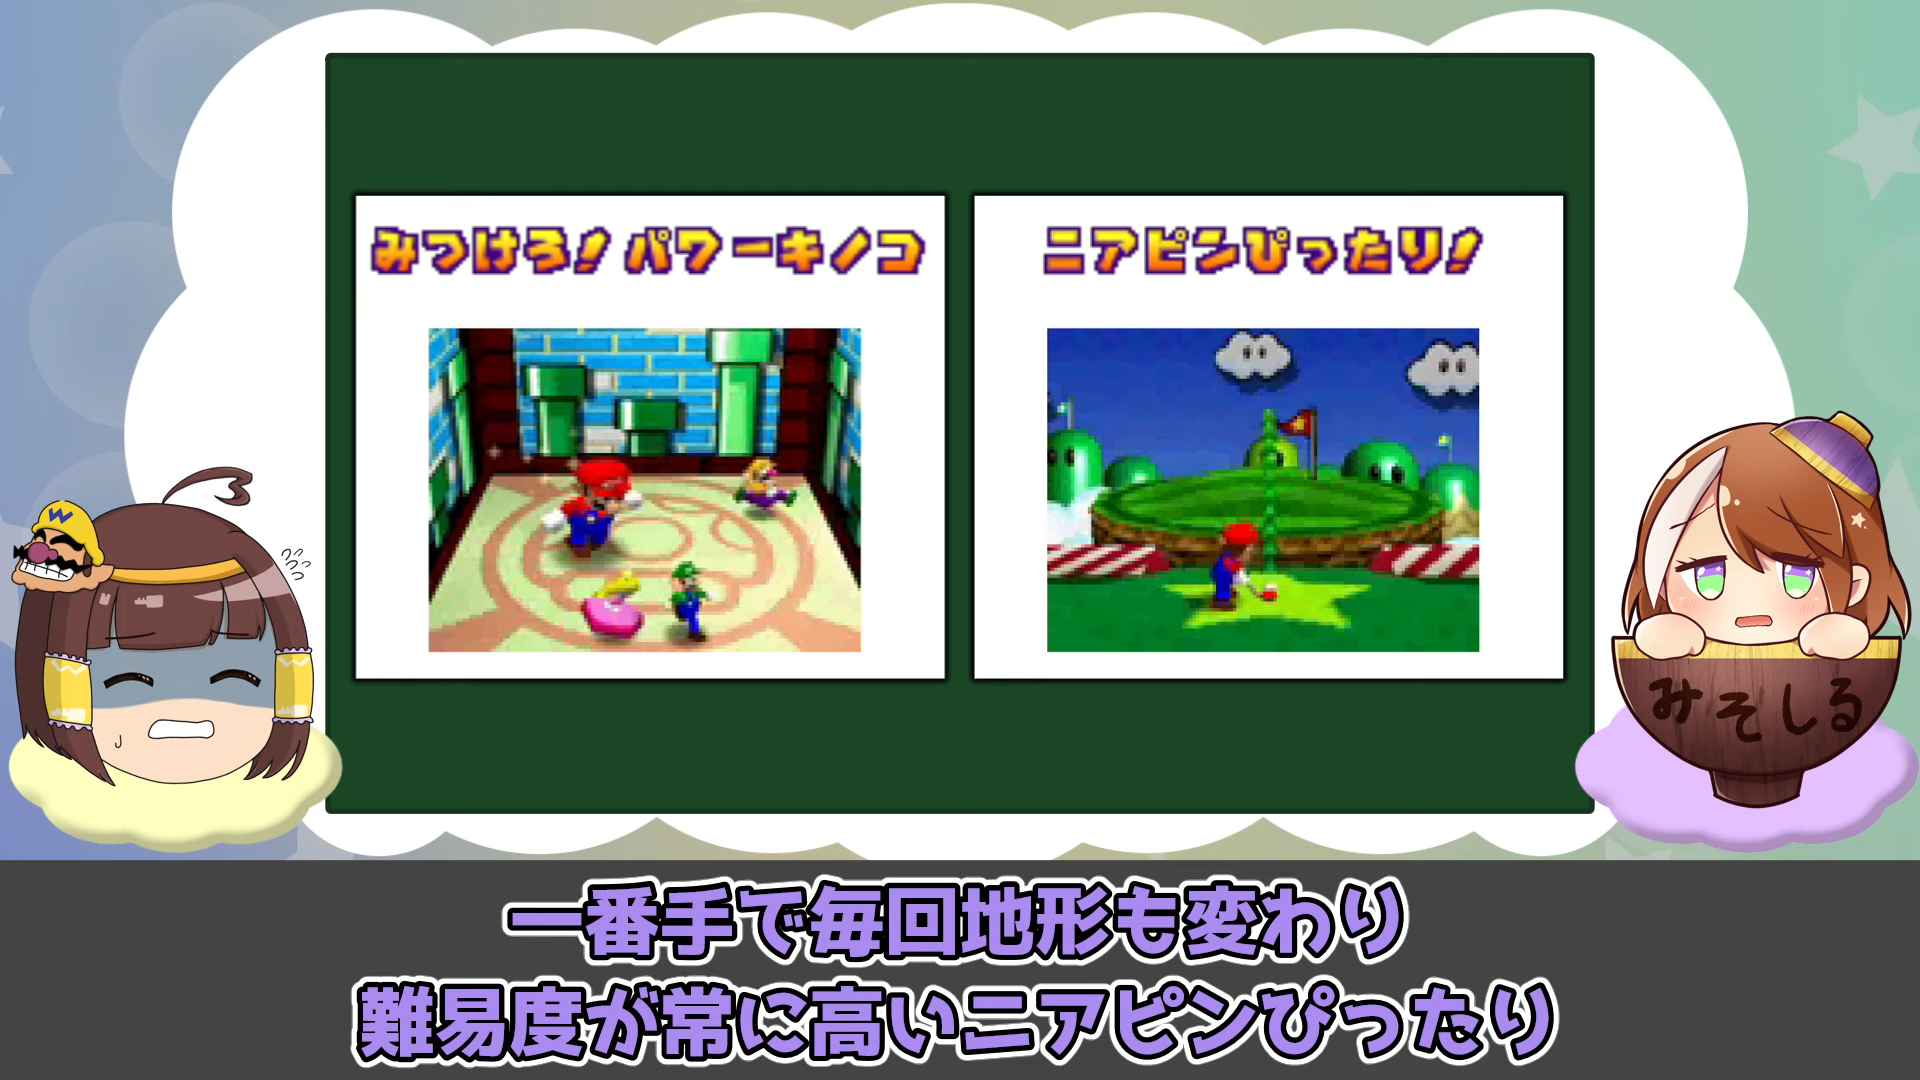 みつけろ！パワーキノコ
ニアピンぴったり！
W
みそしる
一番手で毎回地形も変わり
難易度が常に高いニアピンぴったり